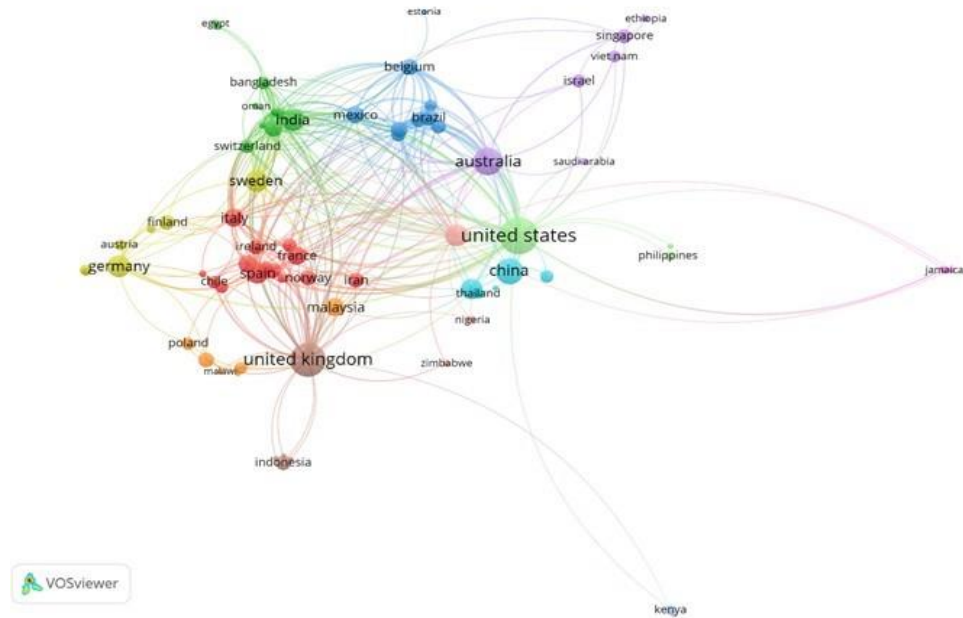 estonia
ethiopia
egypt
singapore
viet nam
belgium
israel
bangladesh
oman
india
mexico
brazil
switzerland
australia
saudi arabia
sweden
italy
finland
united states
austria
ireland
france
philippines
germany
spain
china
jamaica
chile
norway
iran
thailand
malaysia
nigeria
poland
united kingdom
zimbabwe
malawi
indonesia
VOSviewer
kenya